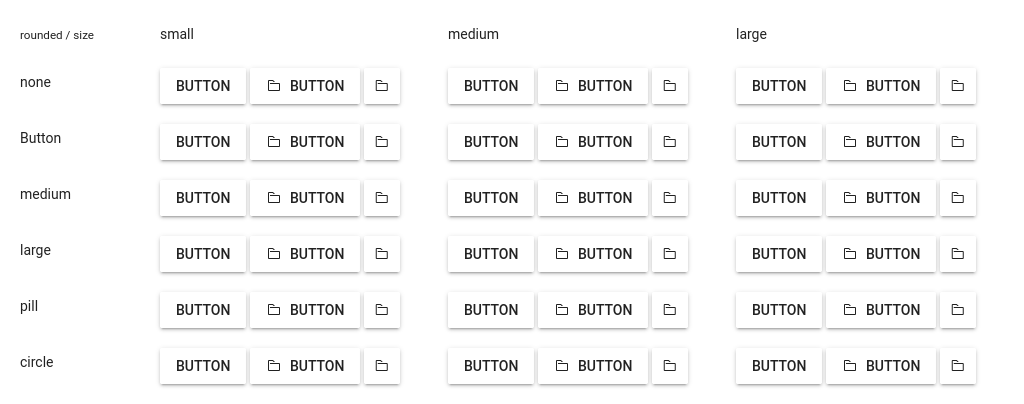 rounded / size small medium large
none BUTTON BUTTON BUTTON BUTTON BUTTON BUTTON
Button BUTTON BUTTON BUTTON BUTTON BUTTON BUTTON
medium BUTTON BUTTON BUTTON BUTTON BUTTON BUTTON
large BUTTON BUTTON BUTTON BUTTON BUTTON BUTTON
pill BUTTON BUTTON BUTTON BUTTON BUTTON BUTTON
circle BUTTON BUTTON BUTTON BUTTON BUTTON BUTTON